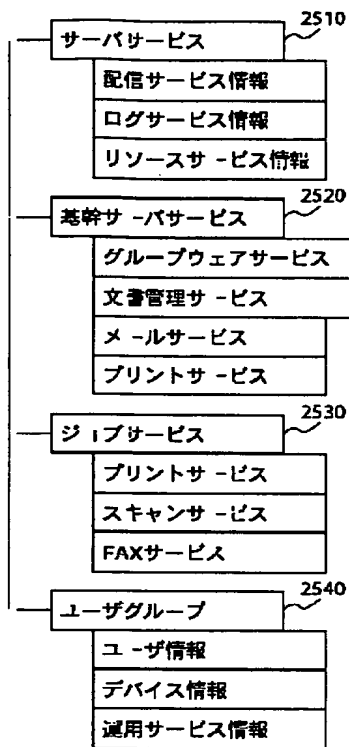 2510
サーバサービス
配信サービス情報
ログサービス情報
リソースサービス情報
2520
基幹サーバサービス
グループウェアサービス
文書管理サービス
メールサービス
プリントサービス
2530
ジョブサービス
プリントサービス
スキャンサービス
FAXサービス
2540
ユーザグループ
ユーザ情報
デバイス情報
運用サービス情報